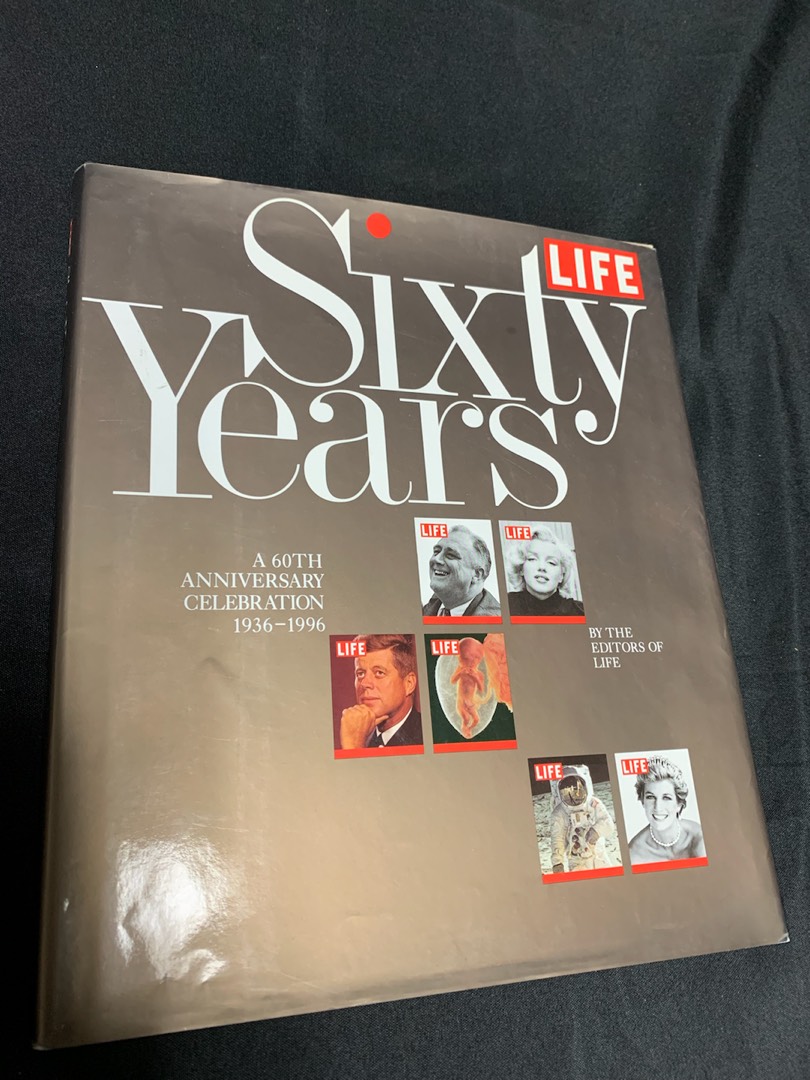 LIFE
Sixty
Years
A 60TH
ANNIVERSARY
CELEBRATION
1936–1996
LIFE
LIFE
BY THE
EDITORS OF
LIFE
LIFE
LIFE
LIFE
LIFE